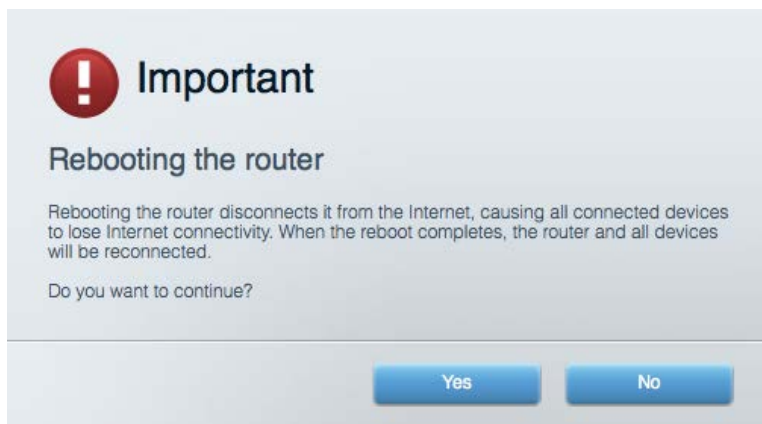 Important
Rebooting the router
Rebooting the router disconnects it from the Internet, causing all connected devices
to lose Internet connectivity. When the reboot completes, the router and all devices
will be reconnected.
Do you want to continue?
Yes No